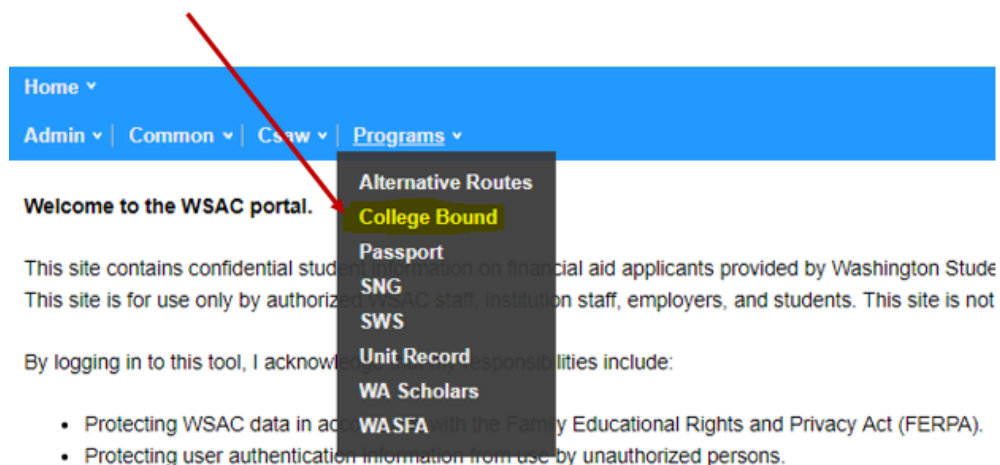 Home
Admin Common Csaw Programs
Alternative Routes
College Bound
Passport
SNG
SWS
Unit Record
WA Scholars
WASFA
Welcome to the WSAC portal.
This site contains confidential student information on financial aid applicants provided by Washington Stude
This site is for use only by authorized WSAC staff, institution staff, employers, and students. This site is not
By logging in to this tool, I acknowledge that my responsibilities include:
• Protecting WSAC data in accordance with the Family Educational Rights and Privacy Act (FERPA).
• Protecting user authentication information from use by unauthorized persons.